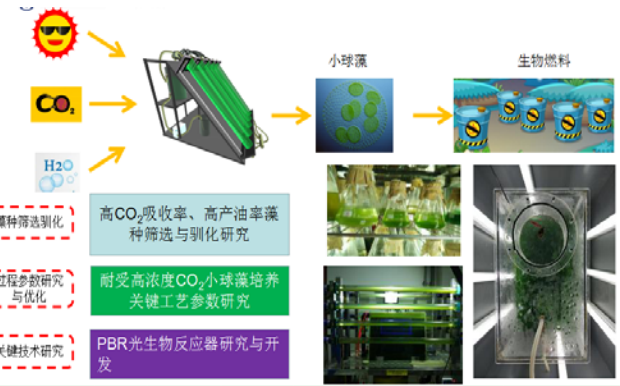 小球藻
生物燃料
CO₂
H2O
藻种筛选驯化
高CO₂吸收率、高产油率藻
种筛选与驯化研究
过程参数研究
与优化
耐受高浓度CO₂小球藻培养
关键工艺参数研究
关键技术研究
PBR光生物反应器研究与开
发